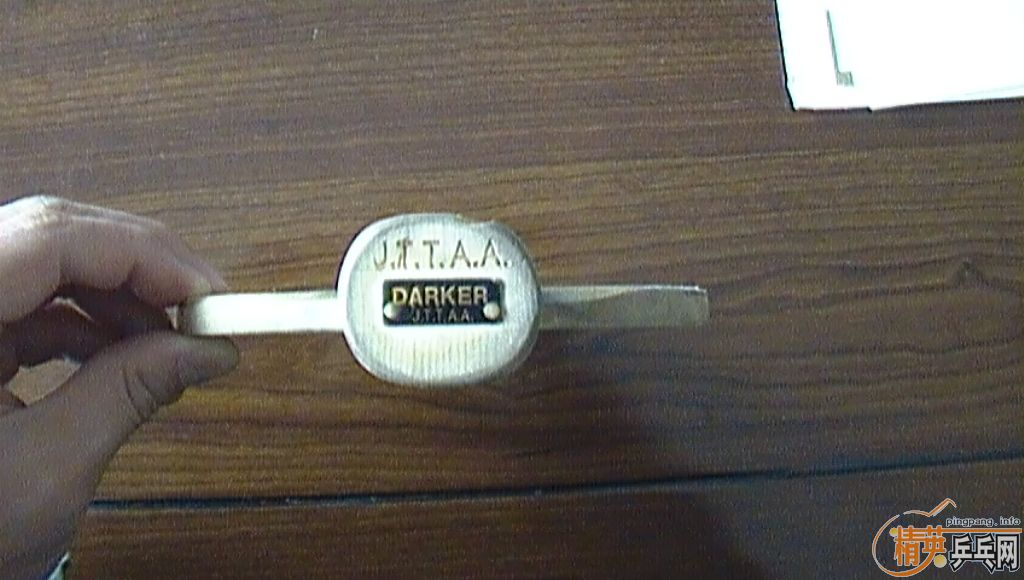 J.T.T.A.A.
DARKER
J.T.T.A.A.
pingpang.info
精英乒乓网